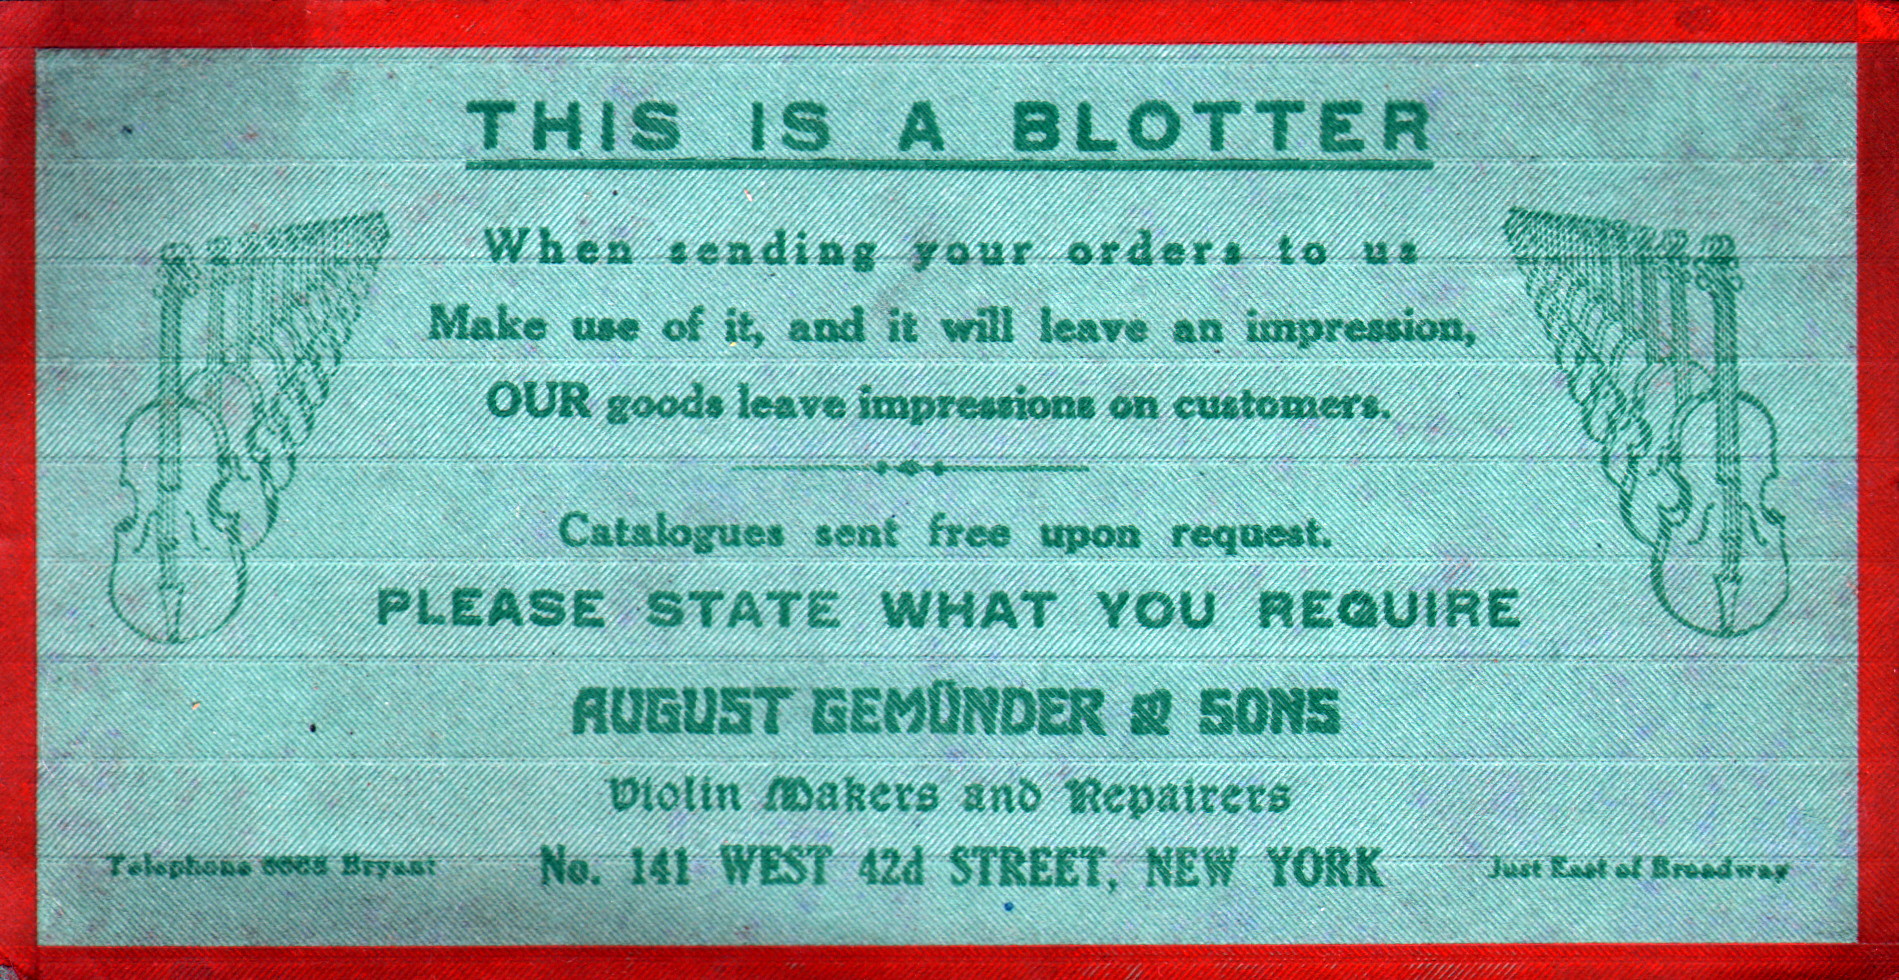 THIS IS A BLOTTER
When sending your orders to us
Make use of it, and it will leave an impression,
OUR goods leave impressions on customers.
Catalogues sent free upon request.
PLEASE STATE WHAT YOU REQUIRE
AUGUST GEMÜNDER & SONS
Violin Makers and Repairers
Telephone Bryant
No. 141 WEST 42d STREET, NEW YORK
Just East of Broadway